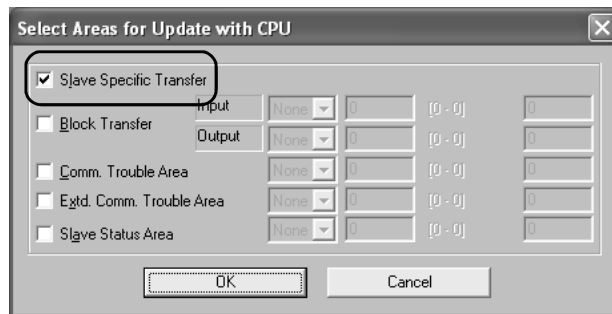 Select Areas for Update with CPU
Slave Specific Transfer
Block Transfer
Input None 0 [0 - 0] 0
Output None 0 [0 - 0] 0
Comm. Trouble Area None 0 [0 - 0] 0
Extd. Comm. Trouble Area None 0 [0 - 0] 0
Slave Status Area None 0 [0 - 0] 0
OK Cancel